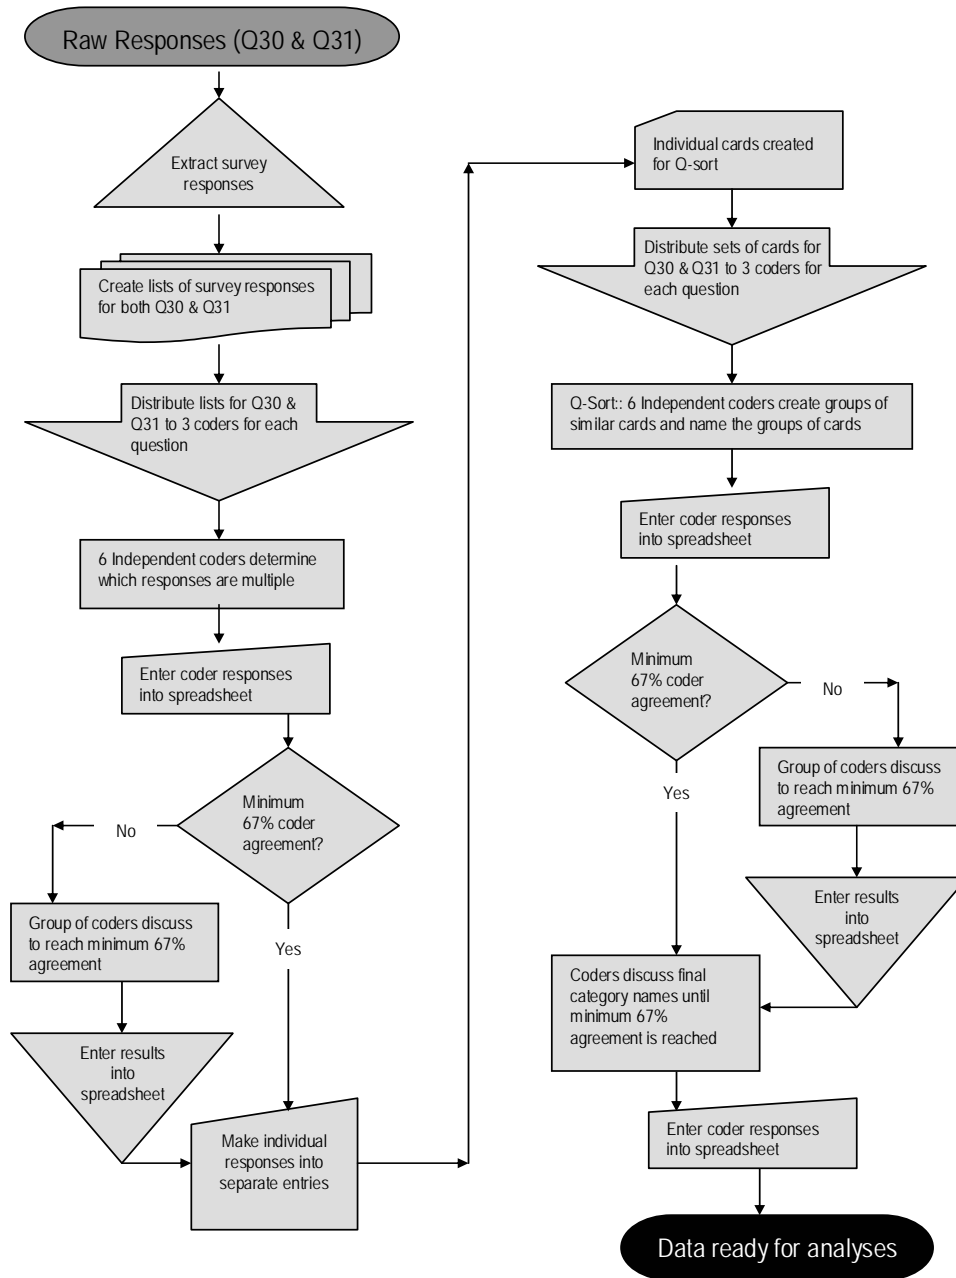 Raw Responses (Q30 & Q31)
Extract survey
responses
Create lists of survey responses
for both Q30 & Q31
Distribute lists for Q30 &
Q31 to 3 coders for each
question
6 Independent coders determine
which responses are multiple
Enter coder responses
into spreadsheet
Minimum
67% coder
agreement?
No
Group of coders discuss
to reach minimum 67%
agreement
Yes
Enter results
into
spreadsheet
Make individual
responses into
separate entries
Individual cards created
for Q-sort
Distribute sets of cards for
Q30 & Q31 to 3 coders for
each question
Q-Sort:: 6 Independent coders create groups of
similar cards and name the groups of cards
Enter coder responses
into spreadsheet
Minimum
67% coder
agreement?
No
Group of coders discuss
to reach minimum 67%
agreement
Yes
Enter results
into
spreadsheet
Coders discuss final
category names until
minimum 67%
agreement is reached
Enter coder responses
into spreadsheet
Data ready for analyses